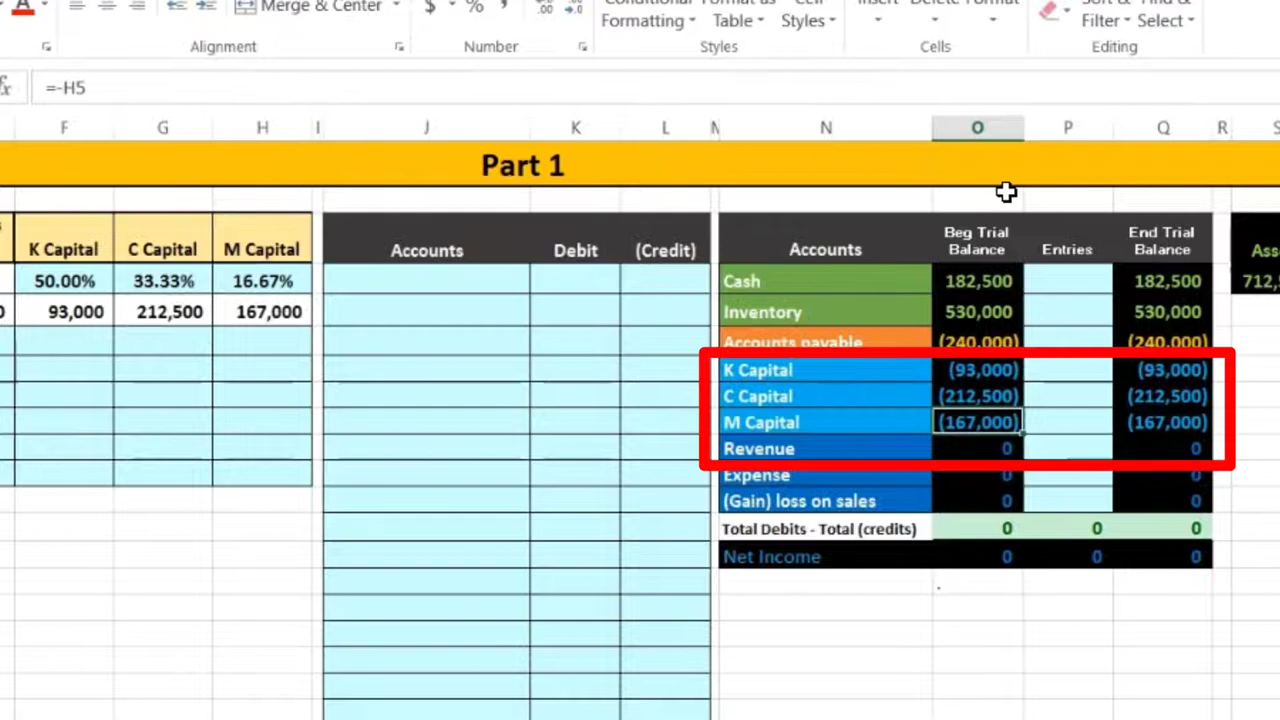 Merge & Center
$ % ,
Conditional Format as Cell
Formatting Table Styles
Insert Delete Format
Sort & Find &
Filter Select
Alignment Number Styles Cells Editing
fx =-H5
F G H I J K L M N O P Q R S
Part 1
K Capital C Capital M Capital
50.00% 33.33% 16.67%
0 93,000 212,500 167,000
Accounts Debit (Credit)
Accounts Beg Trial Balance Entries End Trial Balance
Cash 182,500 182,500
Inventory 530,000 530,000
Accounts payable (240,000) (240,000)
K Capital (93,000) (93,000)
C Capital (212,500) (212,500)
M Capital (167,000) (167,000)
Revenue 0 0
Expense 0 0
(Gain) loss on sales 0 0
Total Debits - Total (credits) 0 0 0
Net Income 0 0 0
Ass
712,